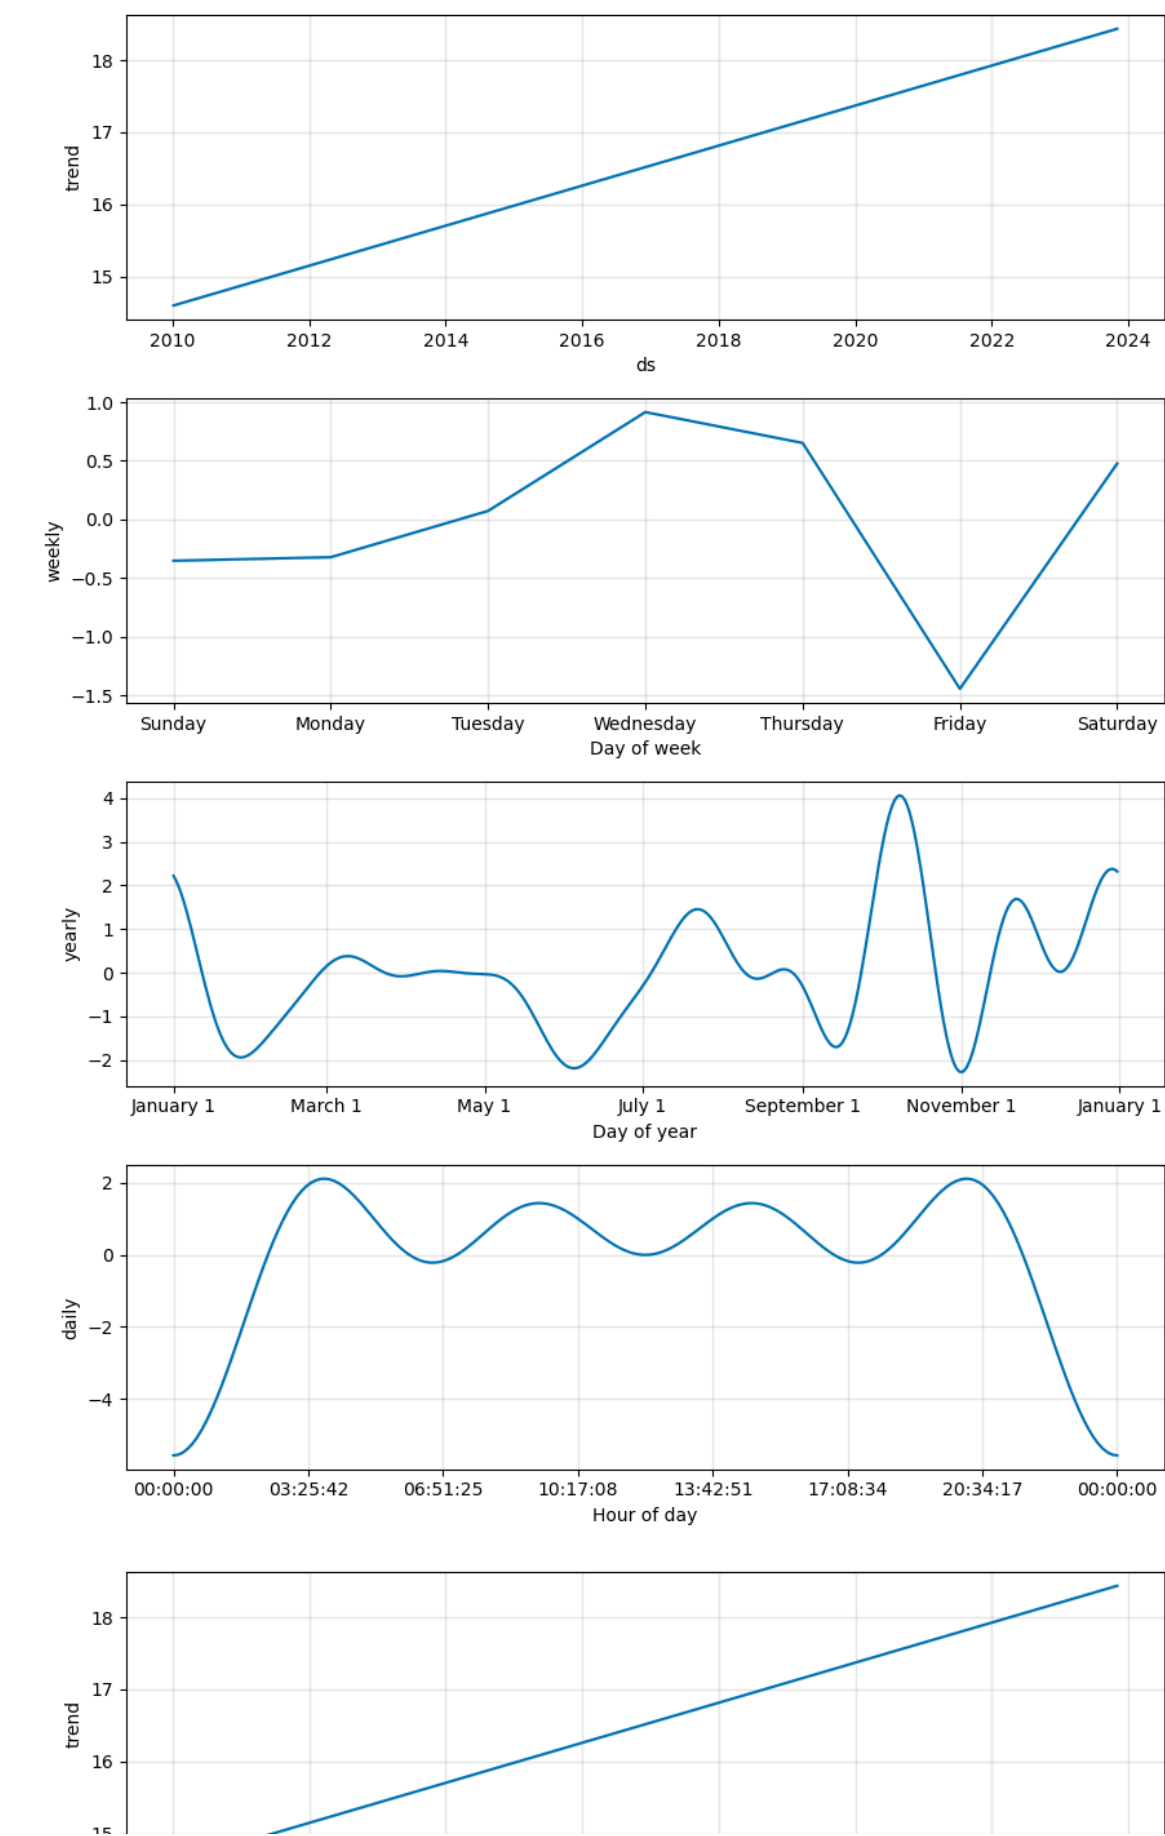 18
17
16
15
trend
2010 2012 2014 2016 2018 2020 2022 2024
ds
1.0
0.5
0.0
−0.5
−1.0
−1.5
weekly
Sunday Monday Tuesday Wednesday Thursday Friday Saturday
Day of week
4
3
2
1
0
−1
−2
yearly
January 1 March 1 May 1 July 1 September 1 November 1 January 1
Day of year
2
0
−2
−4
daily
00:00:00 03:25:42 06:51:25 10:17:08 13:42:51 17:08:34 20:34:17 00:00:00
Hour of day
18
17
16
15
trend